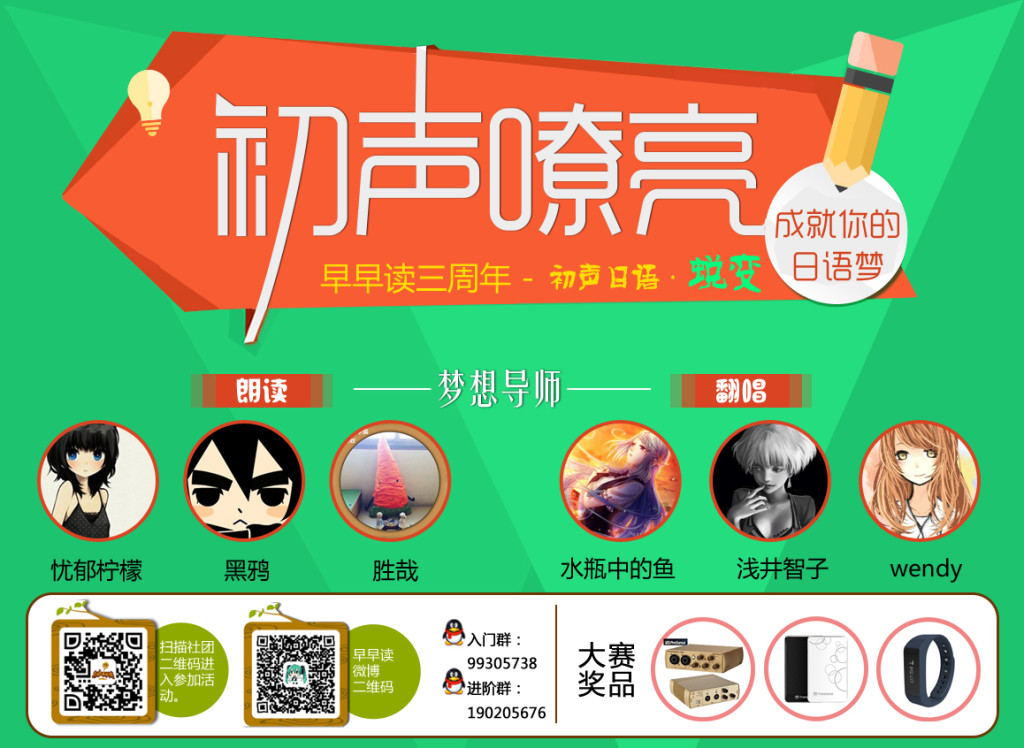 初声嘹亮
成就你的
日语梦
早早读三周年 - 初声日语 · 蜕变
朗读
梦想导师
翻唱
忧郁柠檬
黑鸦
胜哉
水瓶中的鱼
浅井智子
wendy
扫描社团
二维码进
入参加活
动。
早早读
微博
二维码
入门群：
99305738
进阶群：
190205676
大赛
奖品